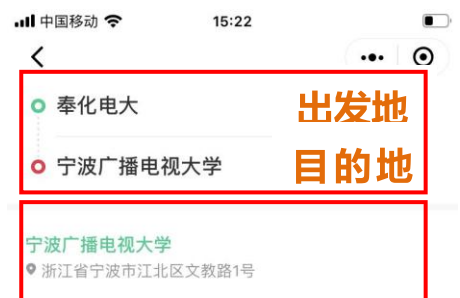 中国移动 15:22
奉化电大 出发地
宁波广播电视大学 目的地
宁波广播电视大学
浙江省宁波市江北区文教路1号